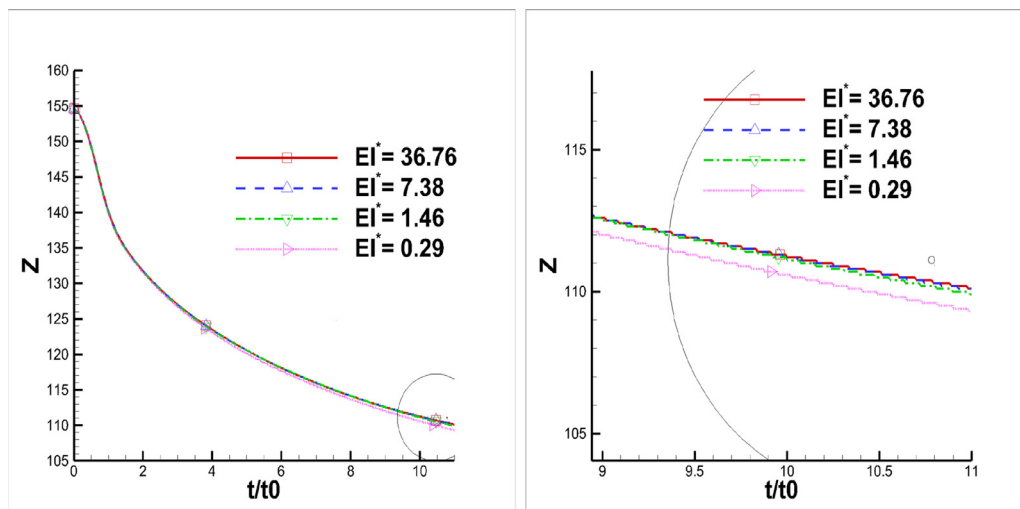 160
155
150
145
140
135
130
125
120
115
110
105
Z
0
2
4
6
8
10
t/t0
EI* = 36.76
EI* = 7.38
EI* = 1.46
EI* = 0.29
115
110
105
Z
9
9.5
10
10.5
11
t/t0
EI* = 36.76
EI* = 7.38
EI* = 1.46
EI* = 0.29